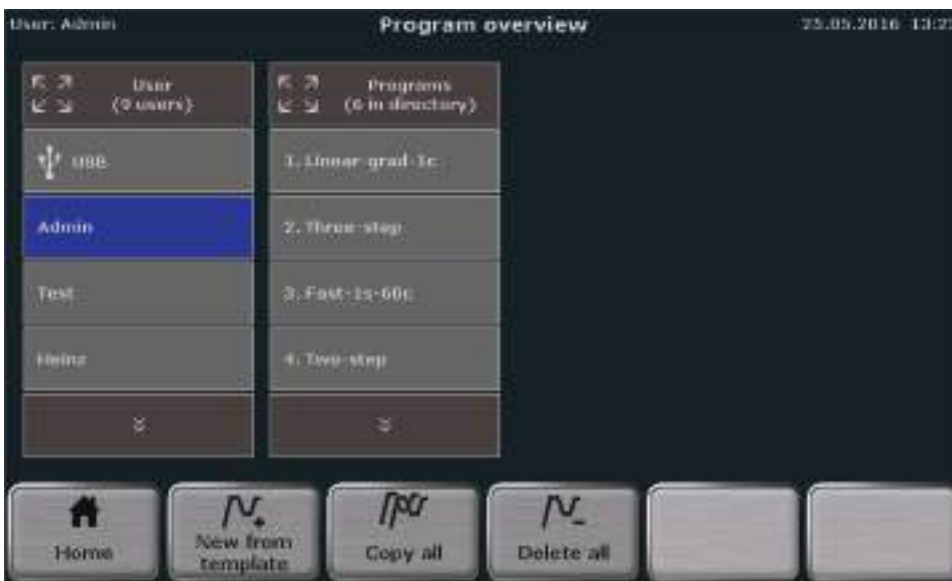 User: Admin
Program overview
25.05.2016 13:2
User
(9 users)
USB
Admin
Test
Heinz
Programs
(6 in directory)
1. Linear-grad-1c
2. Three-step
3. Fast-1s-60c
4. Two-step
Home
New from
template
Copy all
Delete all